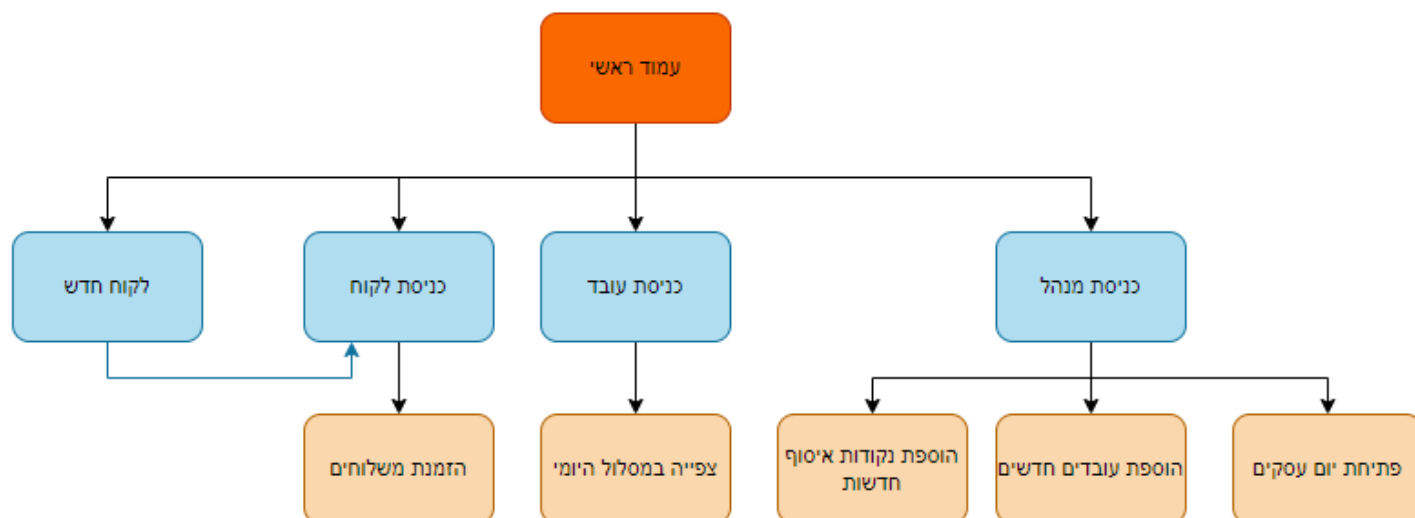 עמוד ראשי
כניסת מנהל
כניסת עובד
כניסת לקוח
לקוח חדש
פתיחת יום עסקים
הוספת עובדים חדשים
הוספת נקודות איסוף
חדשות
צפייה במסלול היומי
הזמנת משלוחים